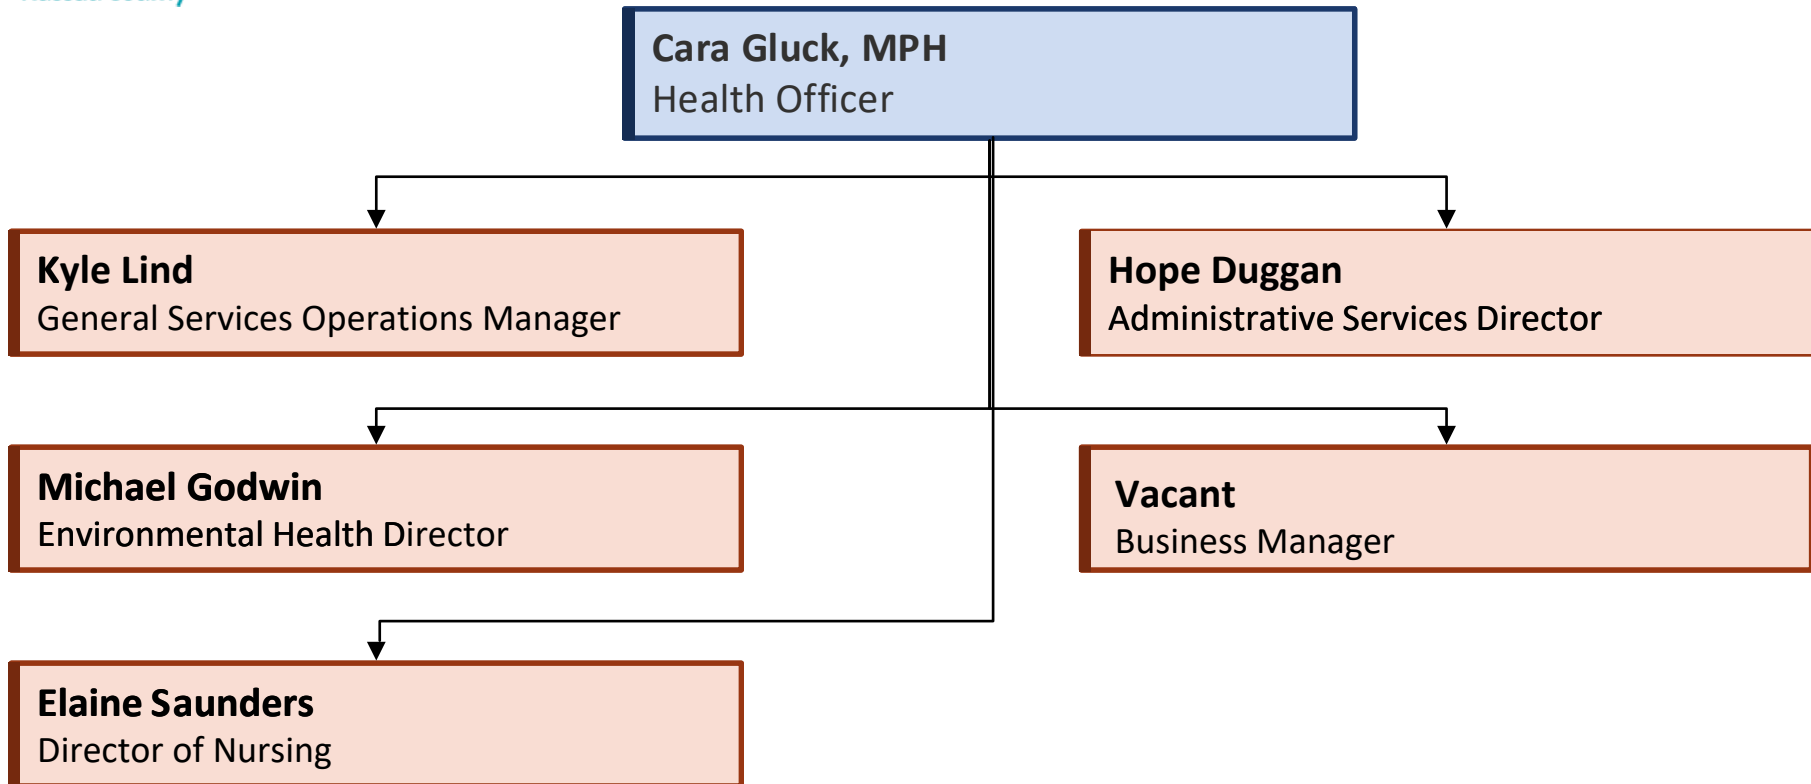 Cara Gluck, MPH
Health Officer
Kyle Lind
General Services Operations Manager
Hope Duggan
Administrative Services Director
Michael Godwin
Environmental Health Director
Vacant
Business Manager
Elaine Saunders
Director of Nursing